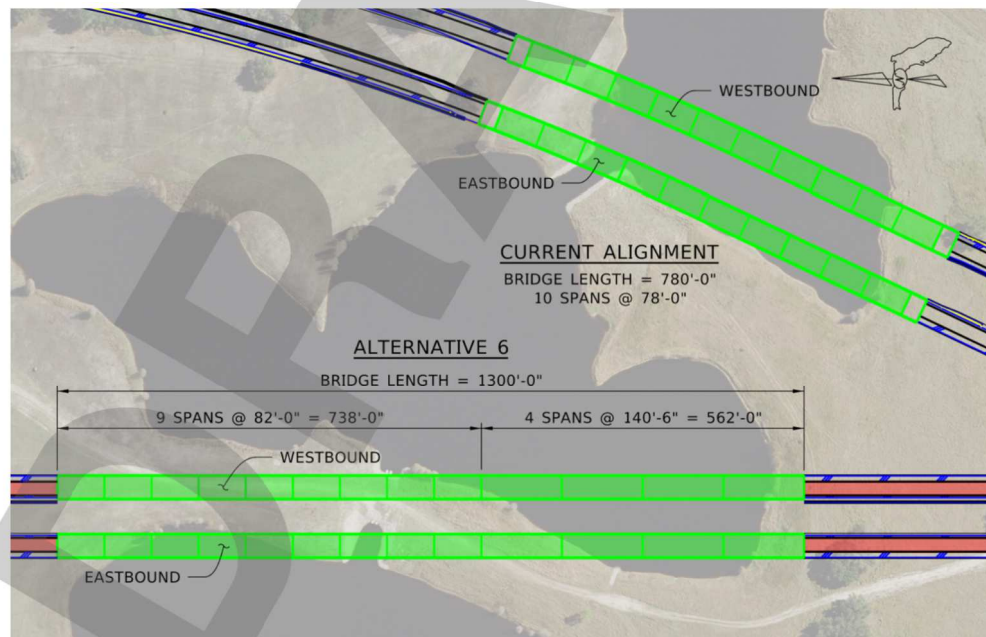 WESTBOUND
EASTBOUND
CURRENT ALIGNMENT
BRIDGE LENGTH = 780'-0"
10 SPANS @ 78'-0"
ALTERNATIVE 6
BRIDGE LENGTH = 1300'-0"
9 SPANS @ 82'-0" = 738'-0"
4 SPANS @ 140'-6" = 562'-0"
WESTBOUND
EASTBOUND